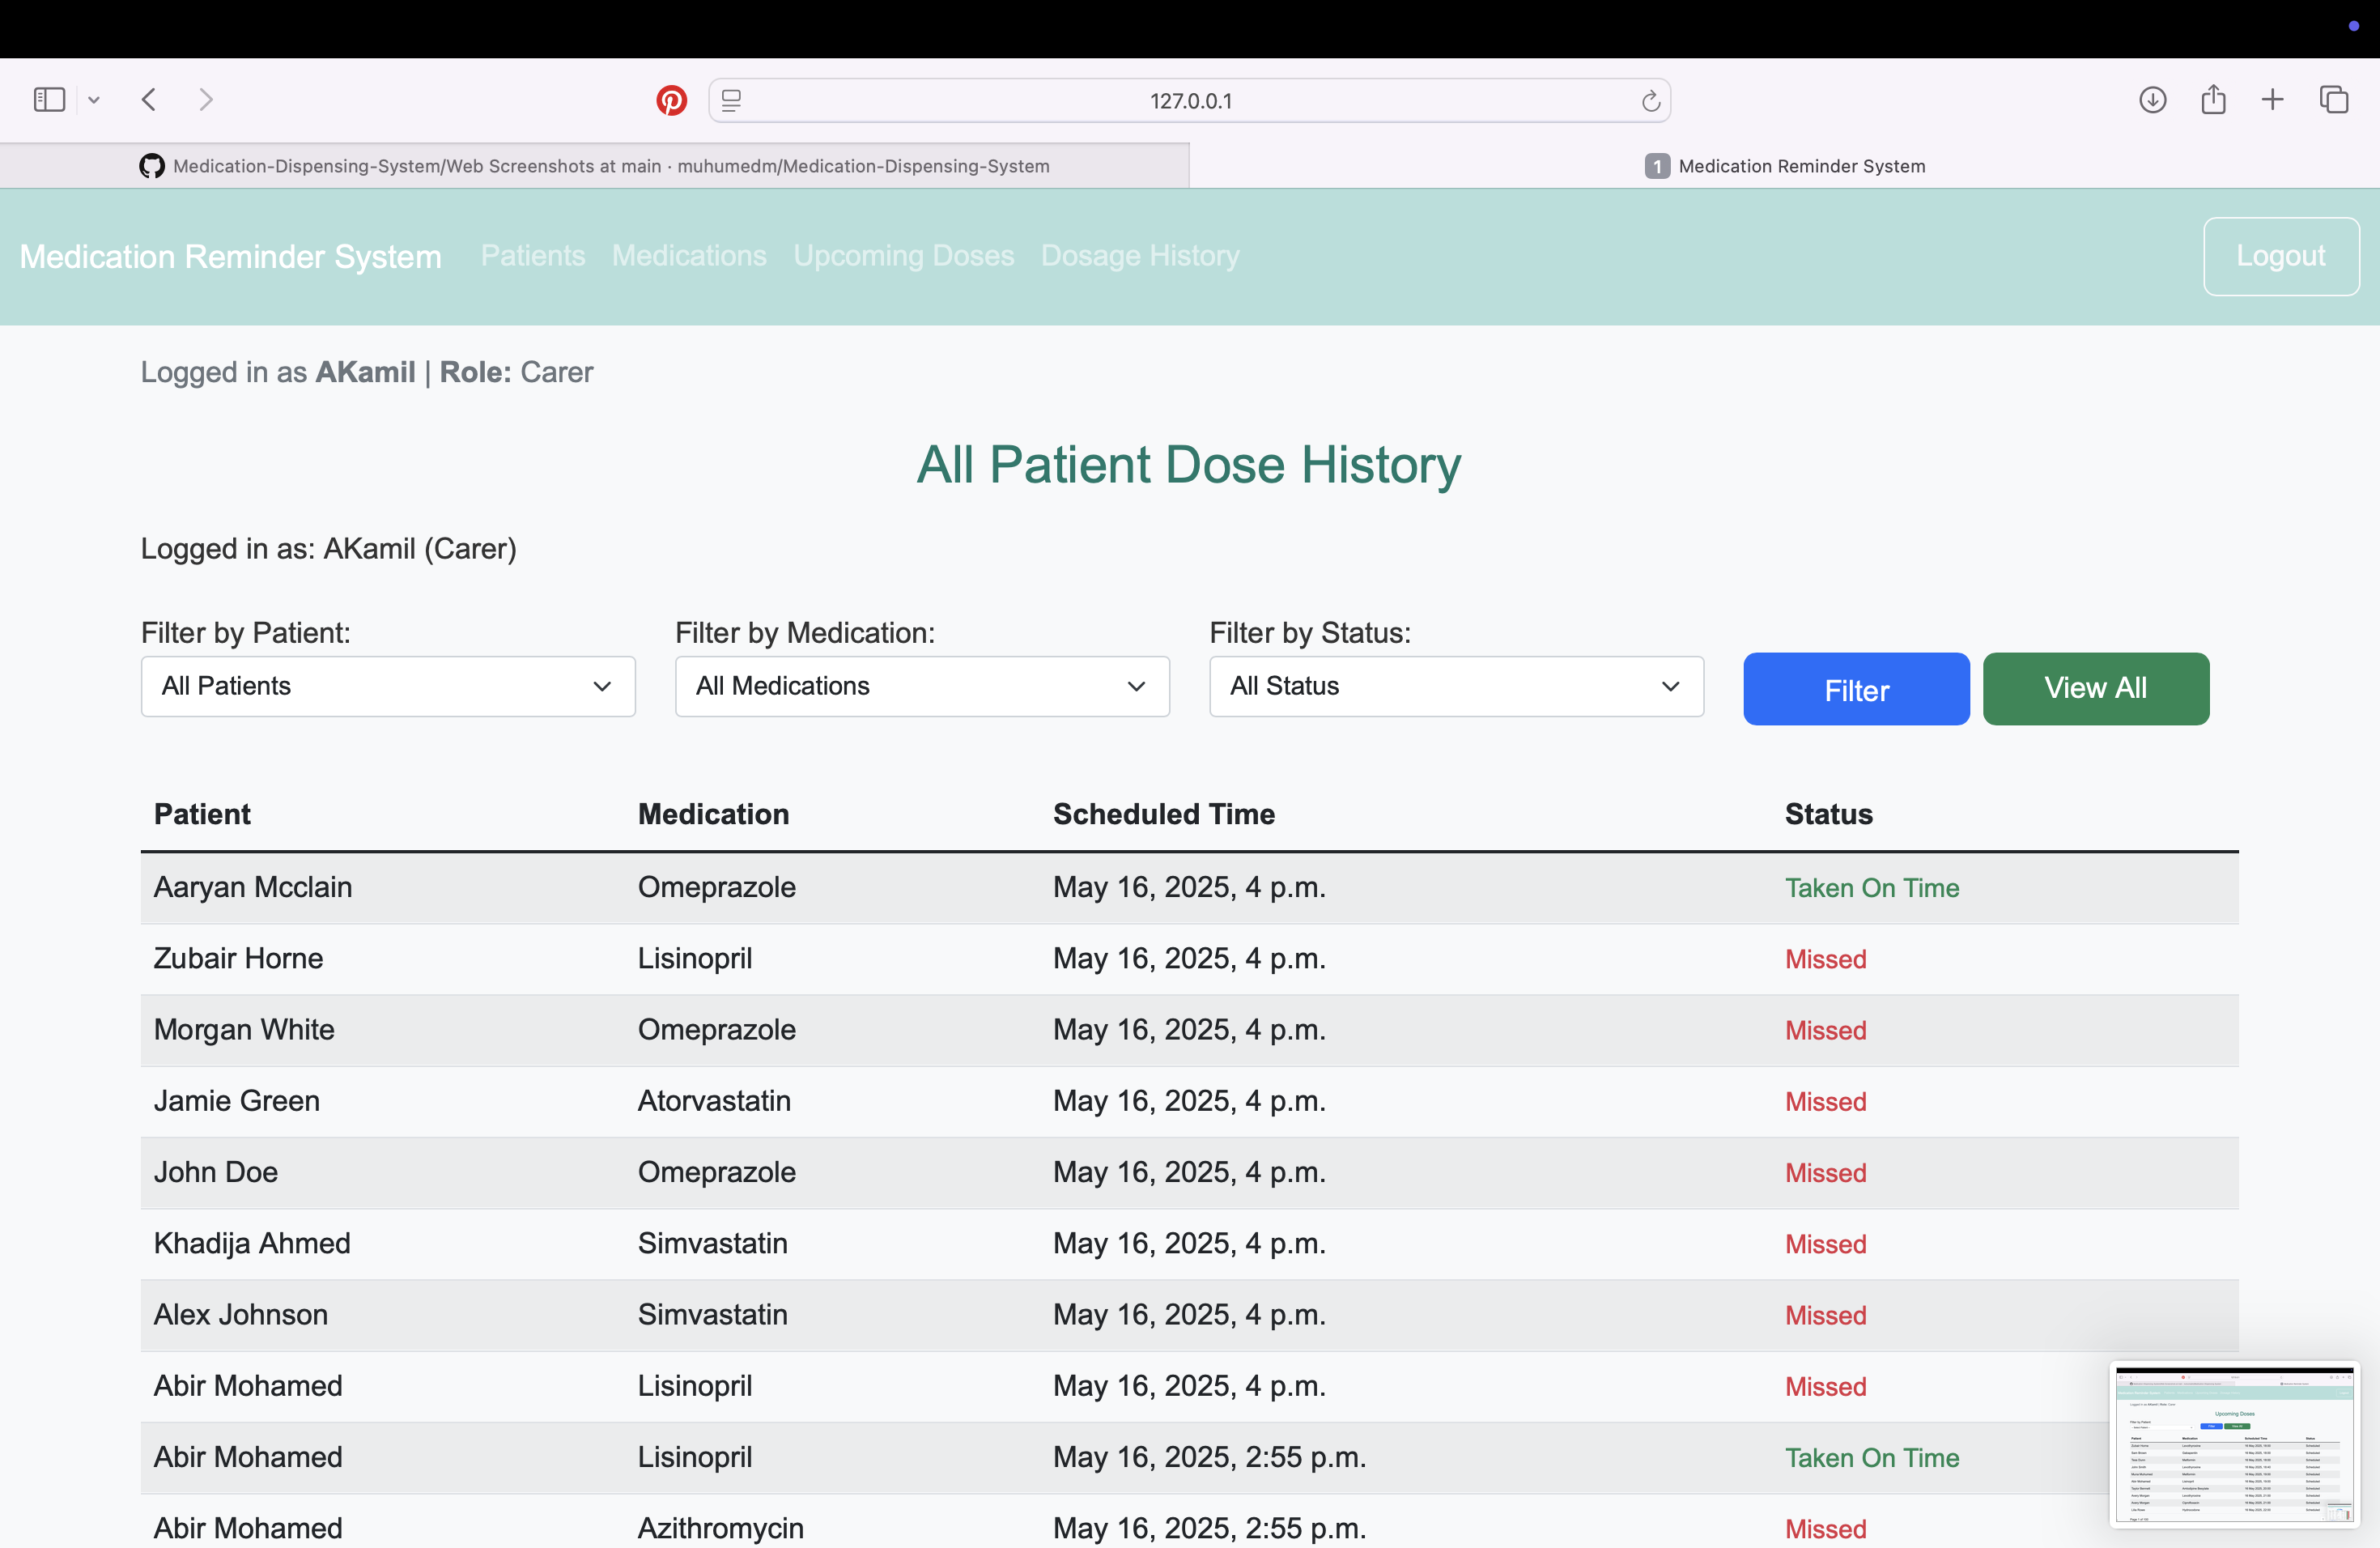 127.0.0.1
Medication-Dispensing-System/Web Screenshots at main · muhumedm/Medication-Dispensing-System
1 Medication Reminder System
Medication Reminder System Patients Medications Upcoming Doses Dosage History Logout
Logged in as AKamil | Role: Carer
All Patient Dose History
Logged in as: AKamil (Carer)
Filter by Patient: Filter by Medication: Filter by Status:
All Patients All Medications All Status Filter View All
Patient Medication Scheduled Time Status
Aaryan Mcclain Omeprazole May 16, 2025, 4 p.m. Taken On Time
Zubair Horne Lisinopril May 16, 2025, 4 p.m. Missed
Morgan White Omeprazole May 16, 2025, 4 p.m. Missed
Jamie Green Atorvastatin May 16, 2025, 4 p.m. Missed
John Doe Omeprazole May 16, 2025, 4 p.m. Missed
Khadija Ahmed Simvastatin May 16, 2025, 4 p.m. Missed
Alex Johnson Simvastatin May 16, 2025, 4 p.m. Missed
Abir Mohamed Lisinopril May 16, 2025, 4 p.m. Missed
Abir Mohamed Lisinopril May 16, 2025, 2:55 p.m. Taken On Time
Abir Mohamed Azithromycin May 16, 2025, 2:55 p.m. Missed
Upcoming Doses